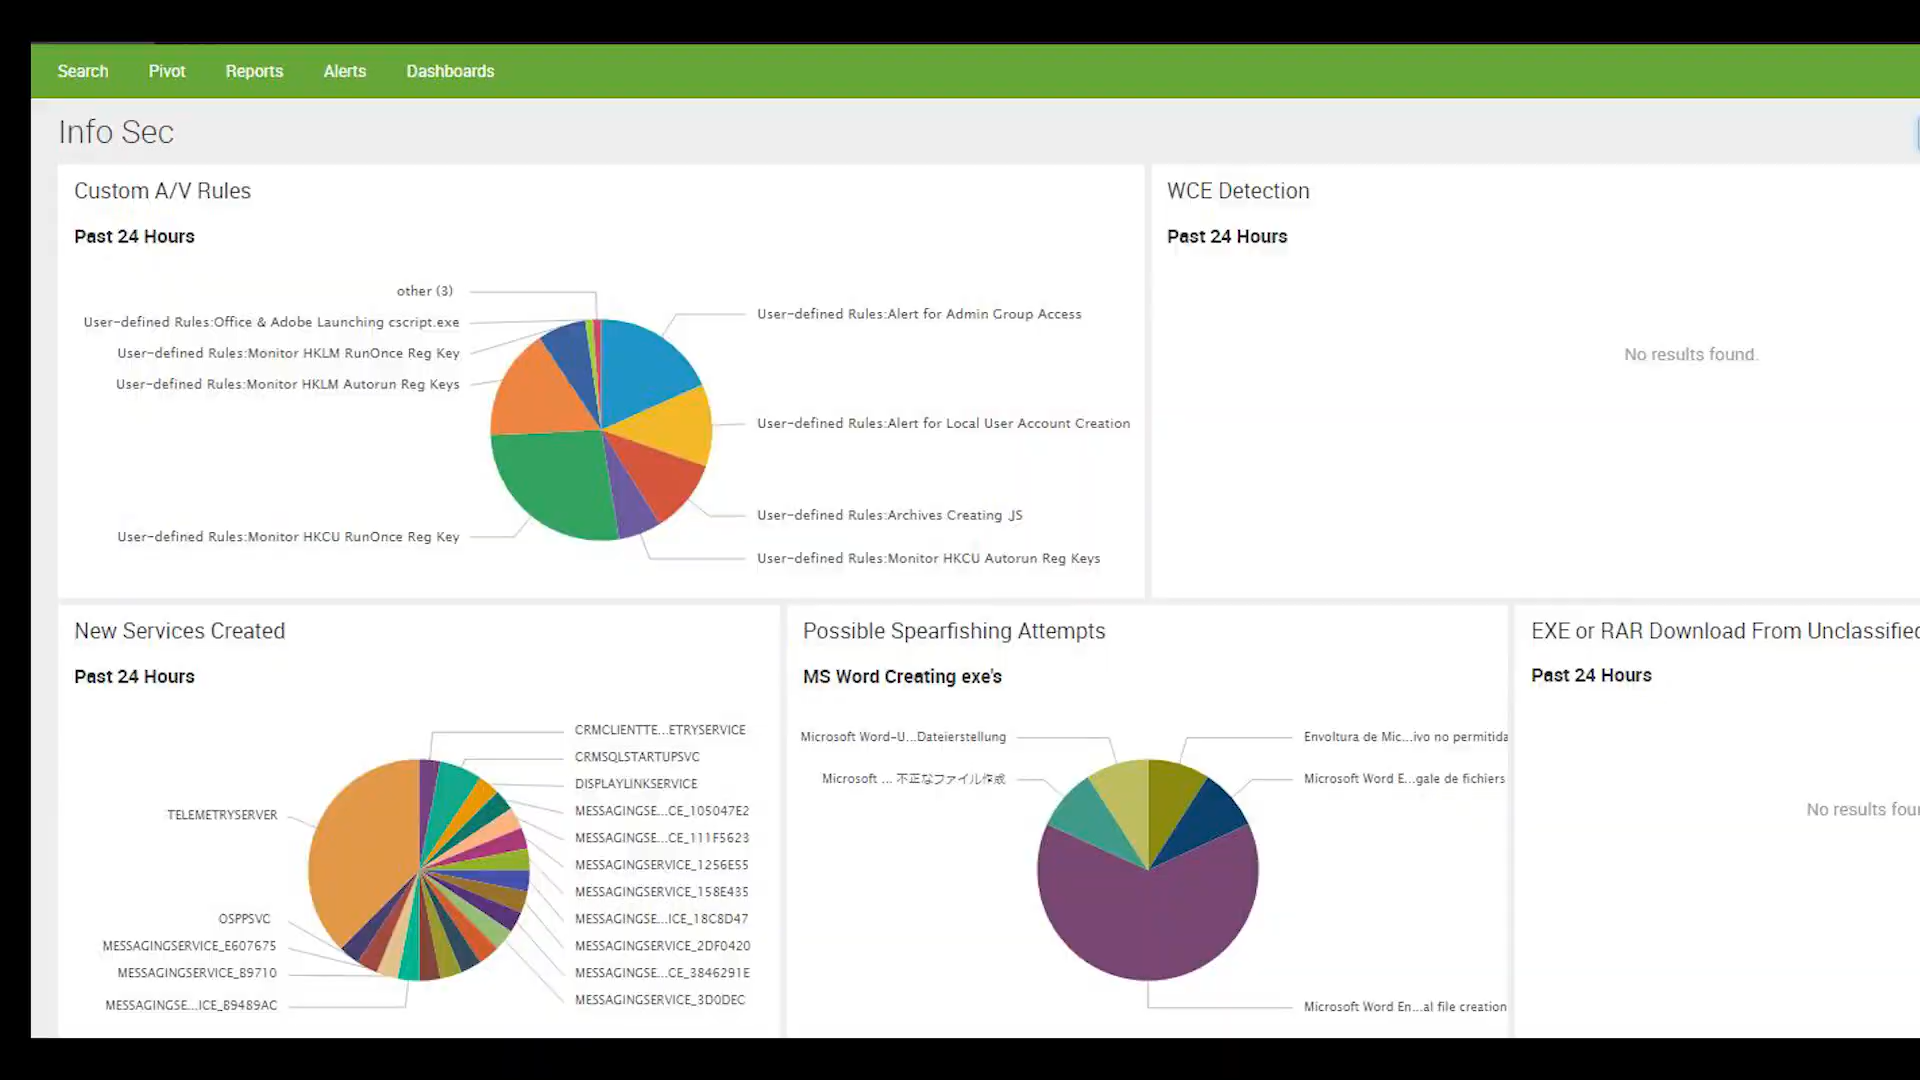 Search Pivot Reports Alerts Dashboards
Info Sec
Custom A/V Rules
Past 24 Hours
other (3)
User-defined Rules:Office & Adobe Launching cscript.exe
User-defined Rules:Monitor HKLM RunOnce Reg Key
User-defined Rules:Monitor HKLM Autorun Reg Keys
User-defined Rules:Monitor HKCU RunOnce Reg Key
User-defined Rules:Alert for Admin Group Access
User-defined Rules:Alert for Local User Account Creation
User-defined Rules:Archives Creating .JS
User-defined Rules:Monitor HKCU Autorun Reg Keys
WCE Detection
Past 24 Hours
No results found.
New Services Created
Past 24 Hours
TELEMETRYSERVER
OSPPSVC
MESSAGINGSERVICE_E607675
MESSAGINGSERVICE_B9710
MESSAGINGSE...ICE_B9489AC
CRMCLIENTTE...ETRYSERVICE
CRMSQLSTARTUPSVC
DISPLAYLINKSERVICE
MESSAGINGSE...CE_105047E2
MESSAGINGSE...CE_111F5623
MESSAGINGSERVICE_1256E55
MESSAGINGSERVICE_158E435
MESSAGINGSE...ICE_18C8D47
MESSAGINGSERVICE_2DF0420
MESSAGINGSE...CE_3846291E
MESSAGINGSERVICE_3D0DEC
Possible Spearfishing Attempts
MS Word Creating exe's
Microsoft Word-U...Dateierstellung
Microsoft ... 不正なファイル作成
Envoltura de Mic...ivo no permitida
Microsoft Word E...gale de fichiers
Microsoft Word En...al file creation
EXE or RAR Download From Unclassified
Past 24 Hours
No results fou